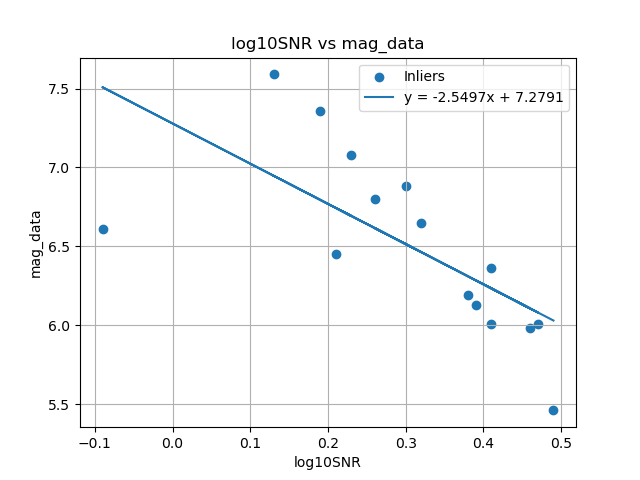 log10SNR vs mag_data
Inliers
y = -2.5497x + 7.2791
7.5
7.0
6.5
6.0
5.5
mag_data
−0.1 0.0 0.1 0.2 0.3 0.4 0.5
log10SNR